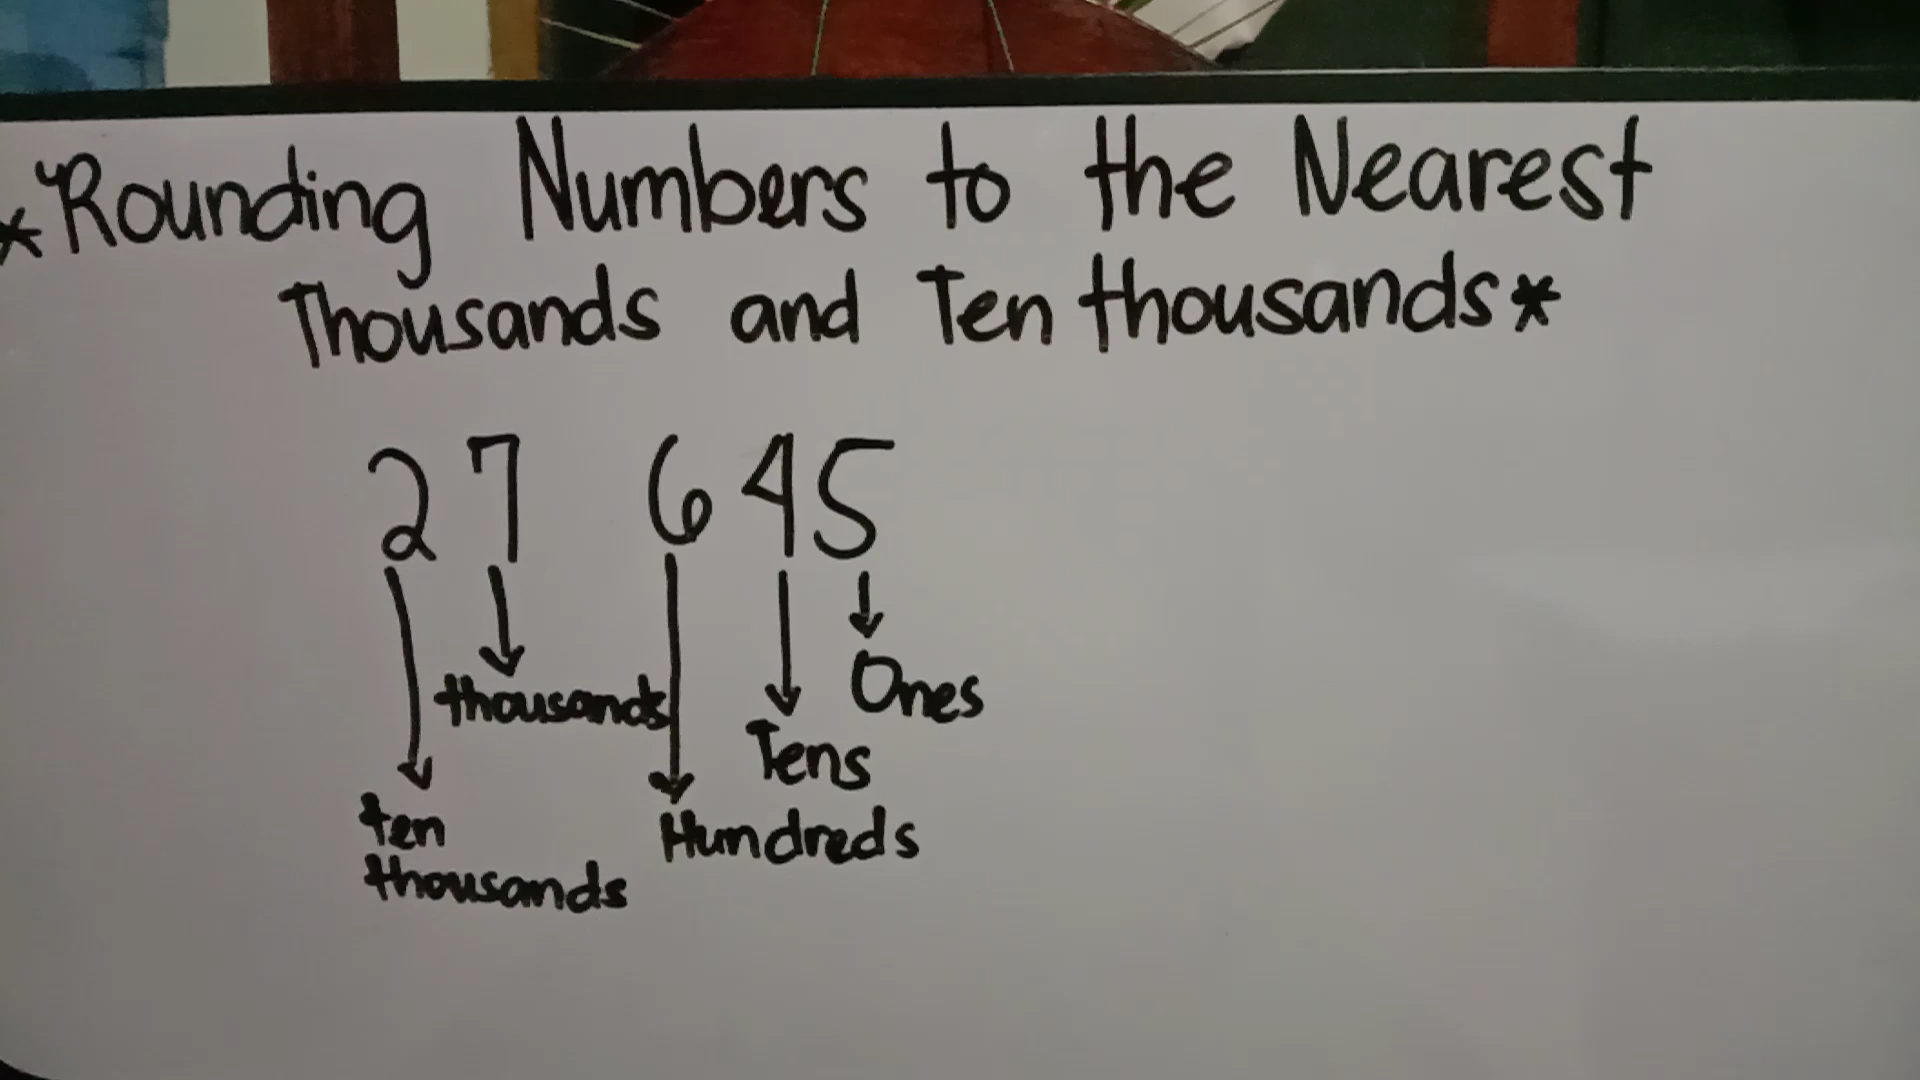 *Rounding Numbers to the Nearest
Thousands and Ten thousands*
27 645
thousands
Ones
Tens
ten
thousands
Hundreds